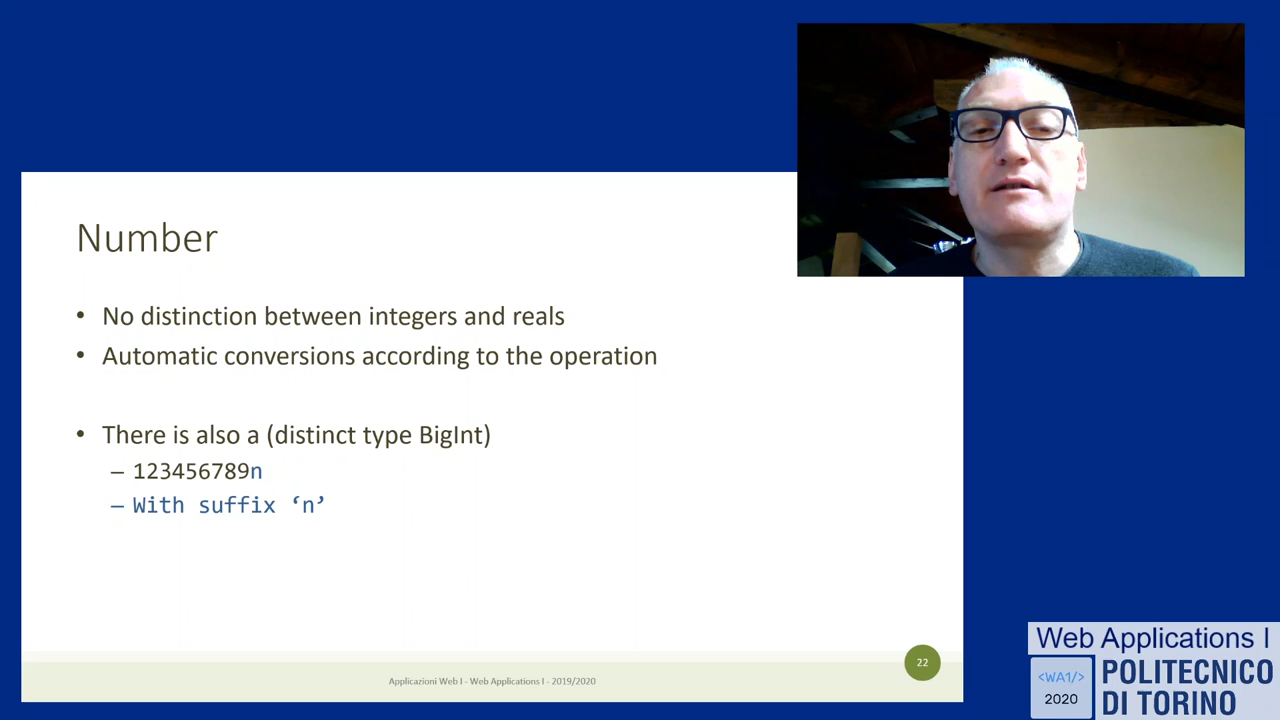 Number
• No distinction between integers and reals
• Automatic conversions according to the operation
• There is also a (distinct type BigInt)
– 123456789n
– With suffix ‘n’
22
Applicazioni Web I - Web Applications I - 2019/2020
Web Applications I
<WA1/>
2020
POLITECNICO
DI TORINO